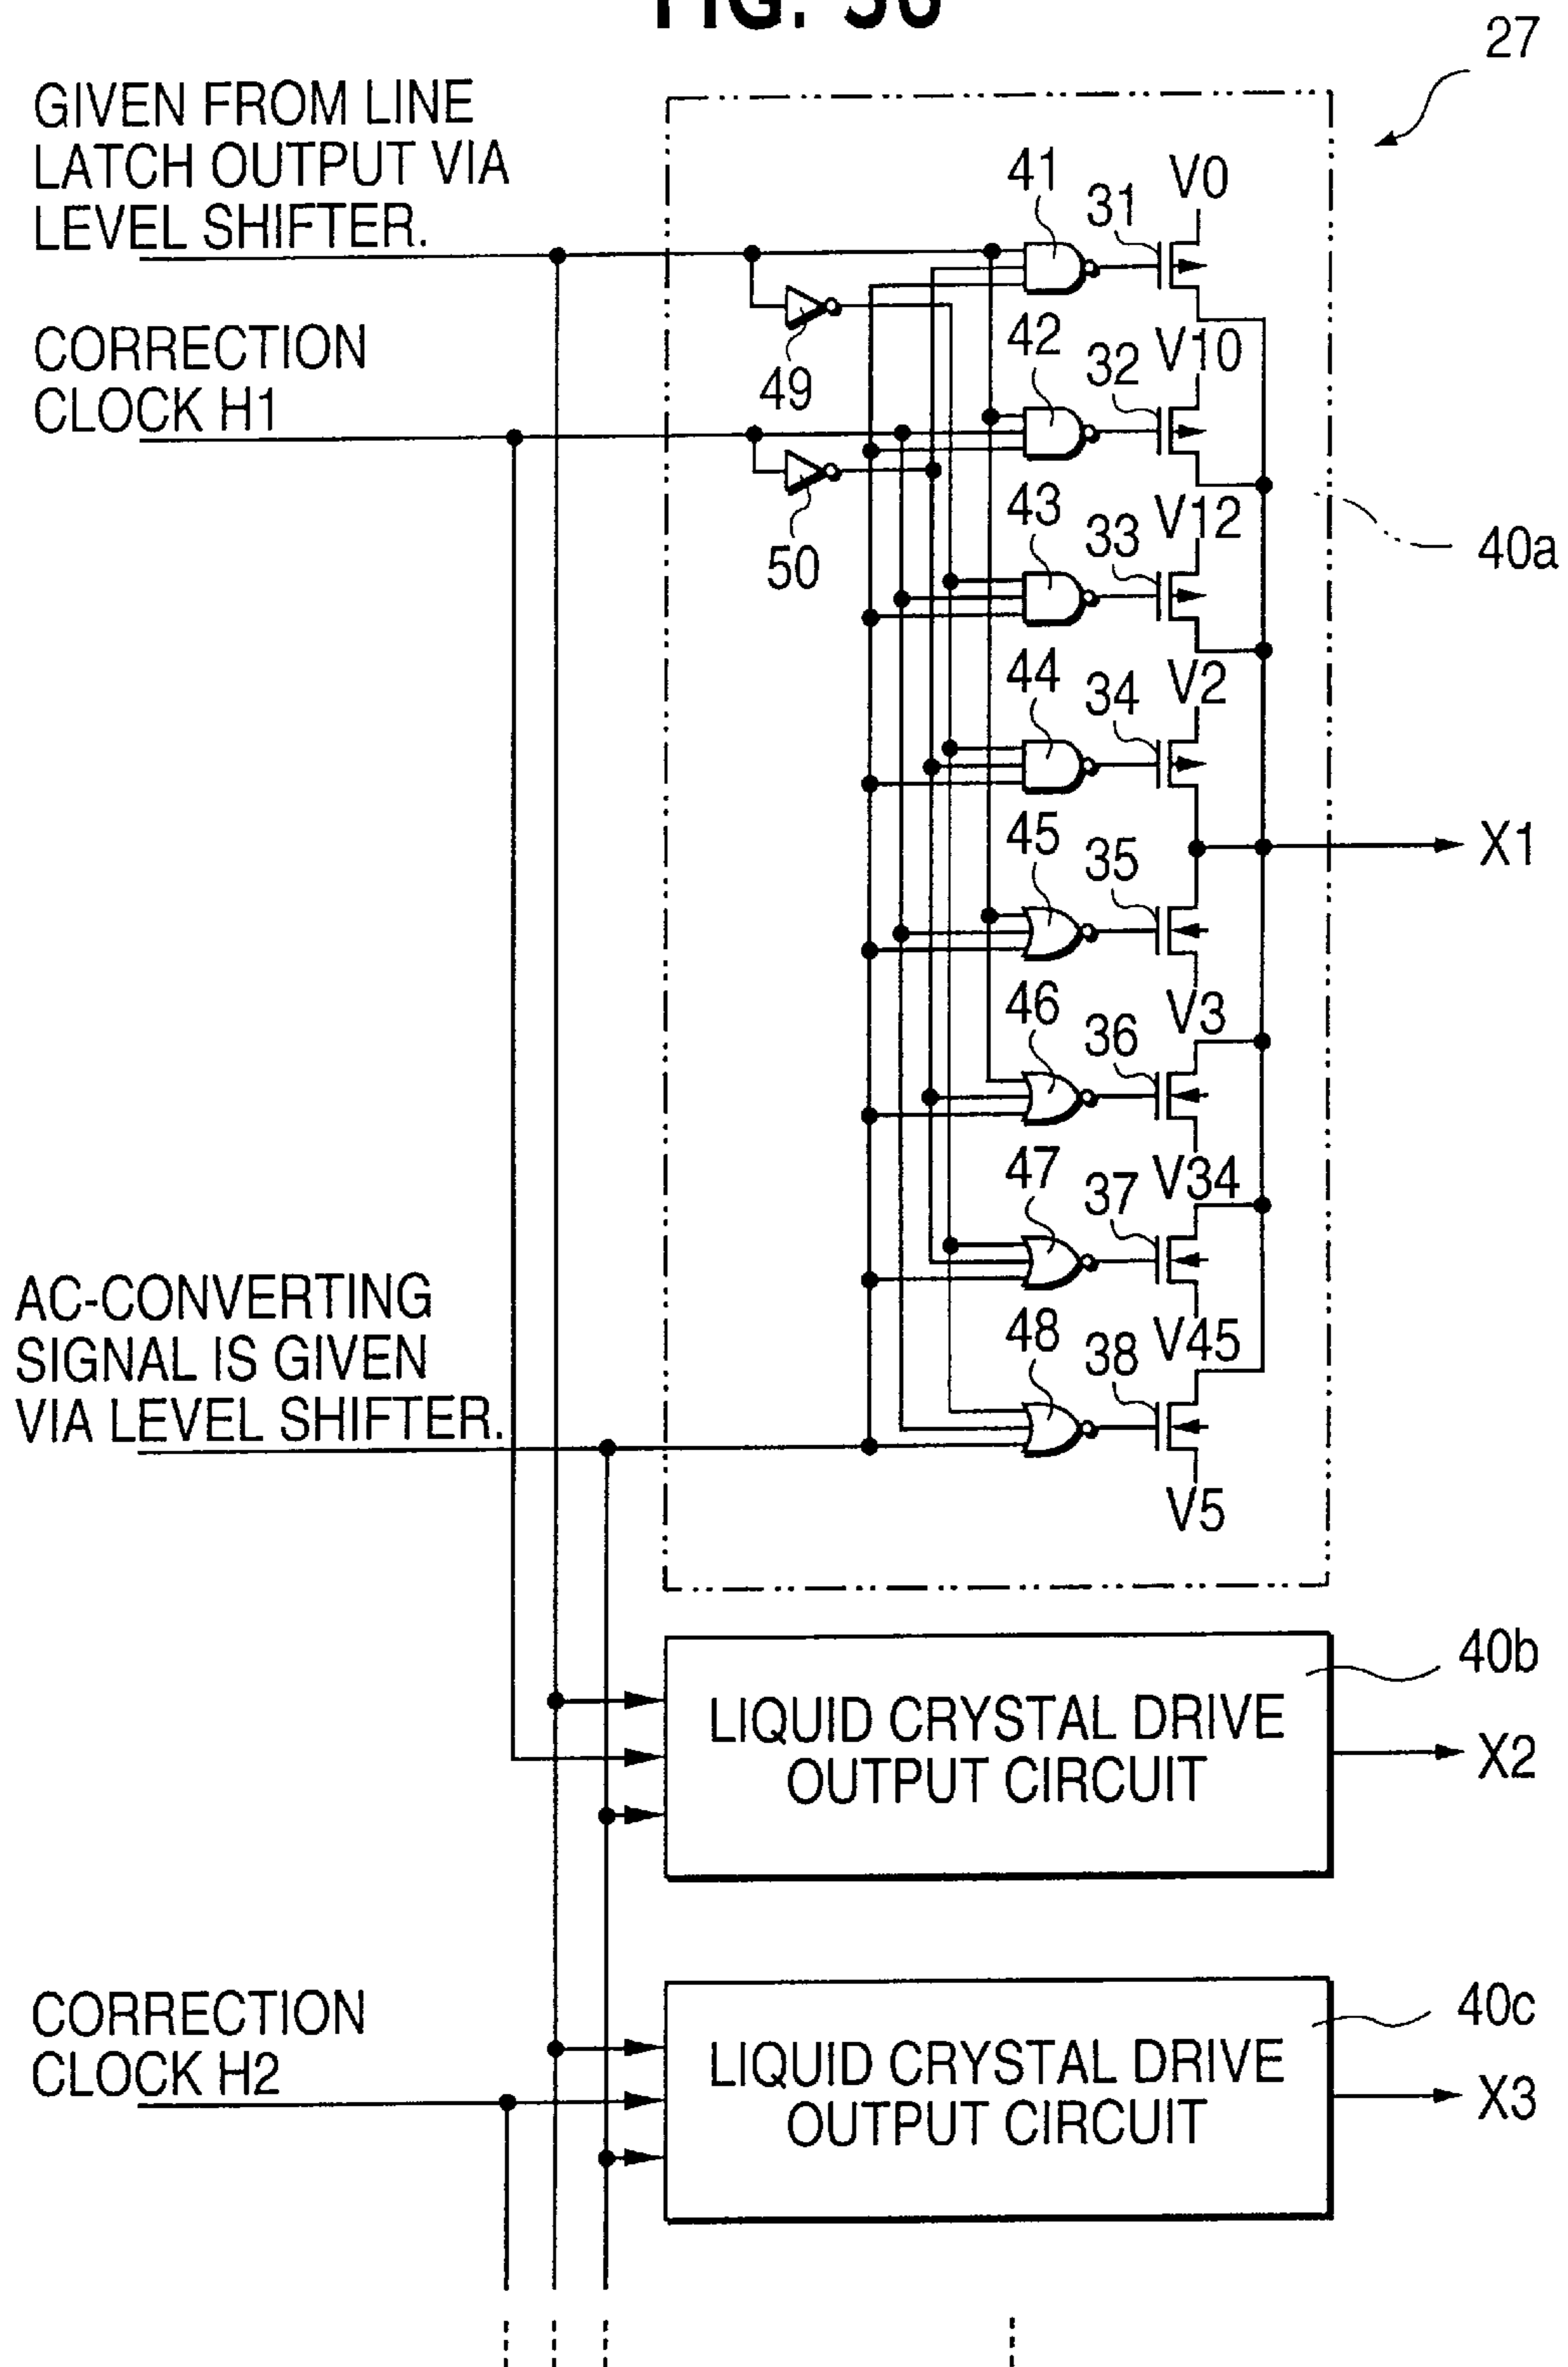 FIG. 36
27
GIVEN FROM LINE
LATCH OUTPUT VIA
LEVEL SHIFTER.
41
31
V0
CORRECTION
CLOCK H1
49
42
32
V10
50
43
33
V12
40a
44
34
V2
45
35
X1
46
36
V3
47
37
V34
AC-CONVERTING
SIGNAL IS GIVEN
VIA LEVEL SHIFTER.
48
38
V45
V5
40b
LIQUID CRYSTAL DRIVE
OUTPUT CIRCUIT
X2
CORRECTION
CLOCK H2
40c
LIQUID CRYSTAL DRIVE
OUTPUT CIRCUIT
X3